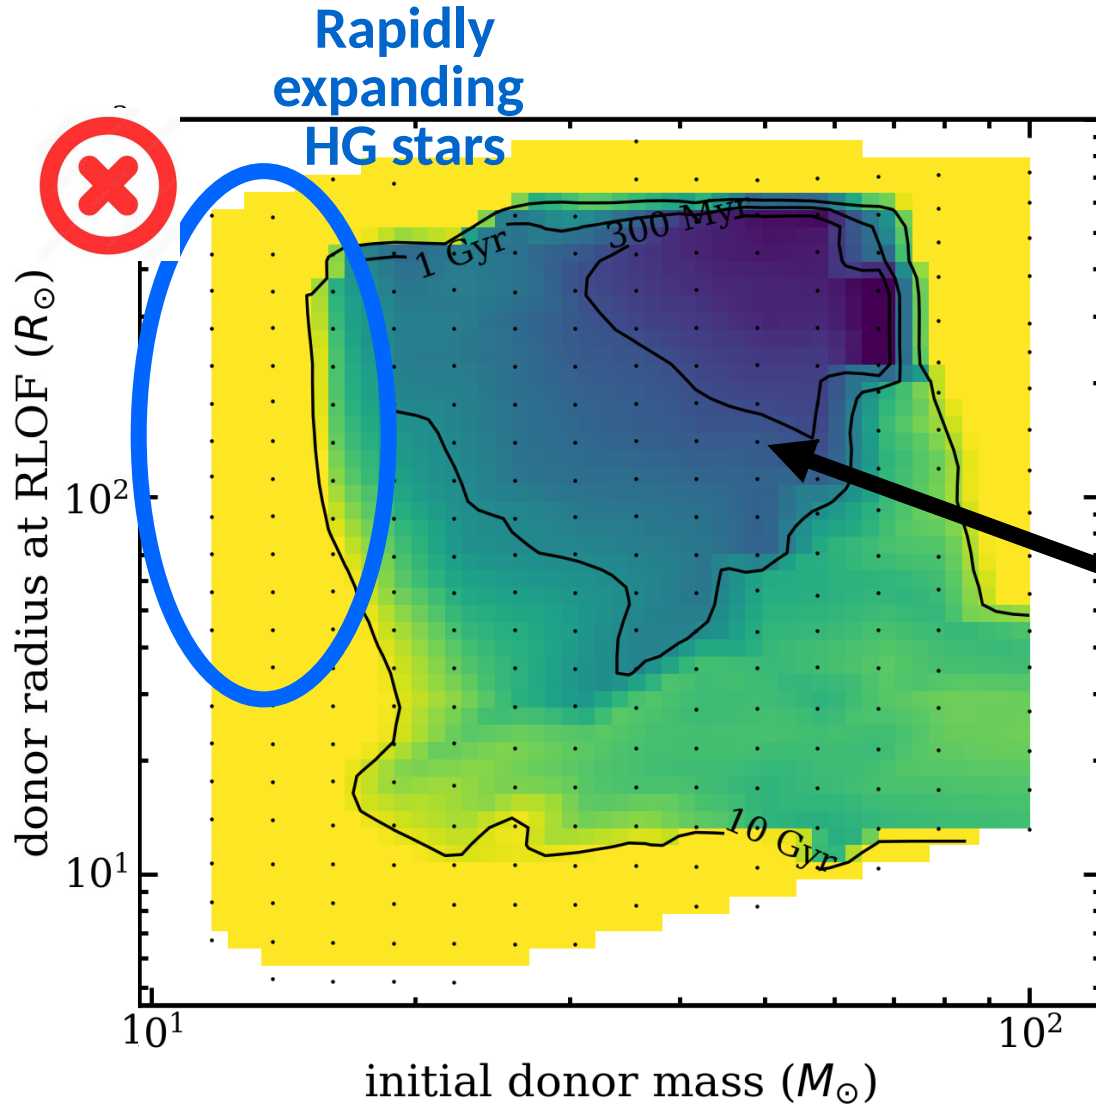 Rapidly
expanding
HG stars
1 Gyr
300 Myr
10 Gyr
donor radius at RLOF (R☉)
10²
10¹
10¹
10²
initial donor mass (M☉)